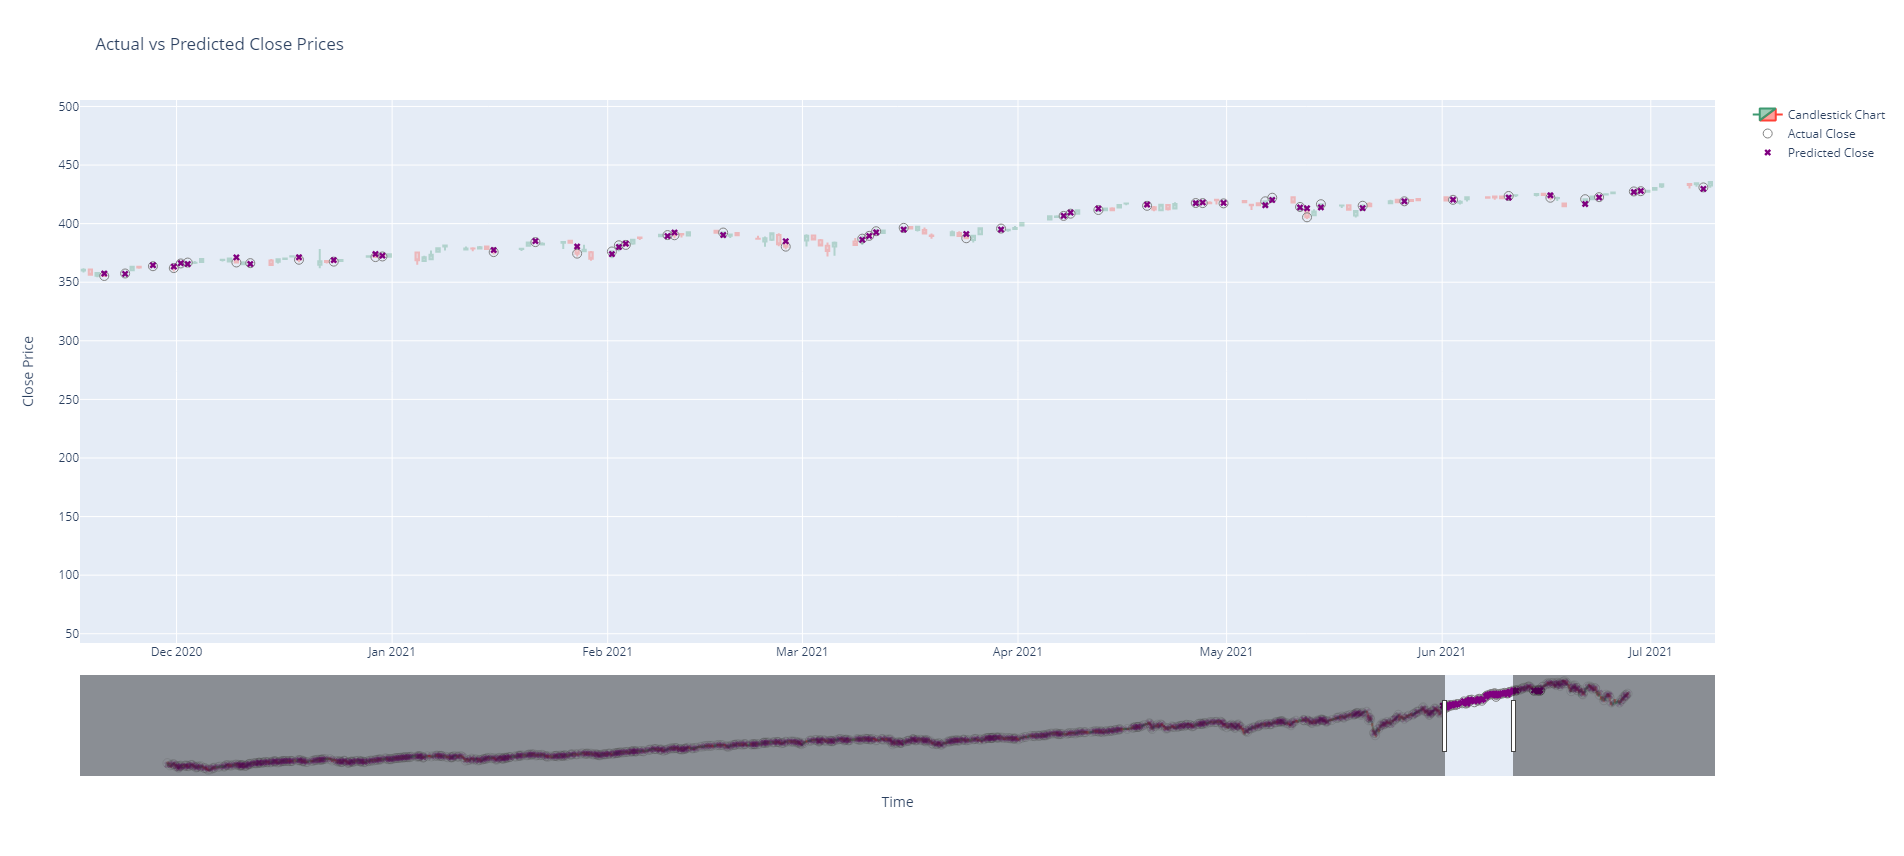 Actual vs Predicted Close Prices
Candlestick Chart
Actual Close
Predicted Close
Close Price
500
450
400
350
300
250
200
150
100
50
Dec 2020
Jan 2021
Feb 2021
Mar 2021
Apr 2021
May 2021
Jun 2021
Jul 2021
Time